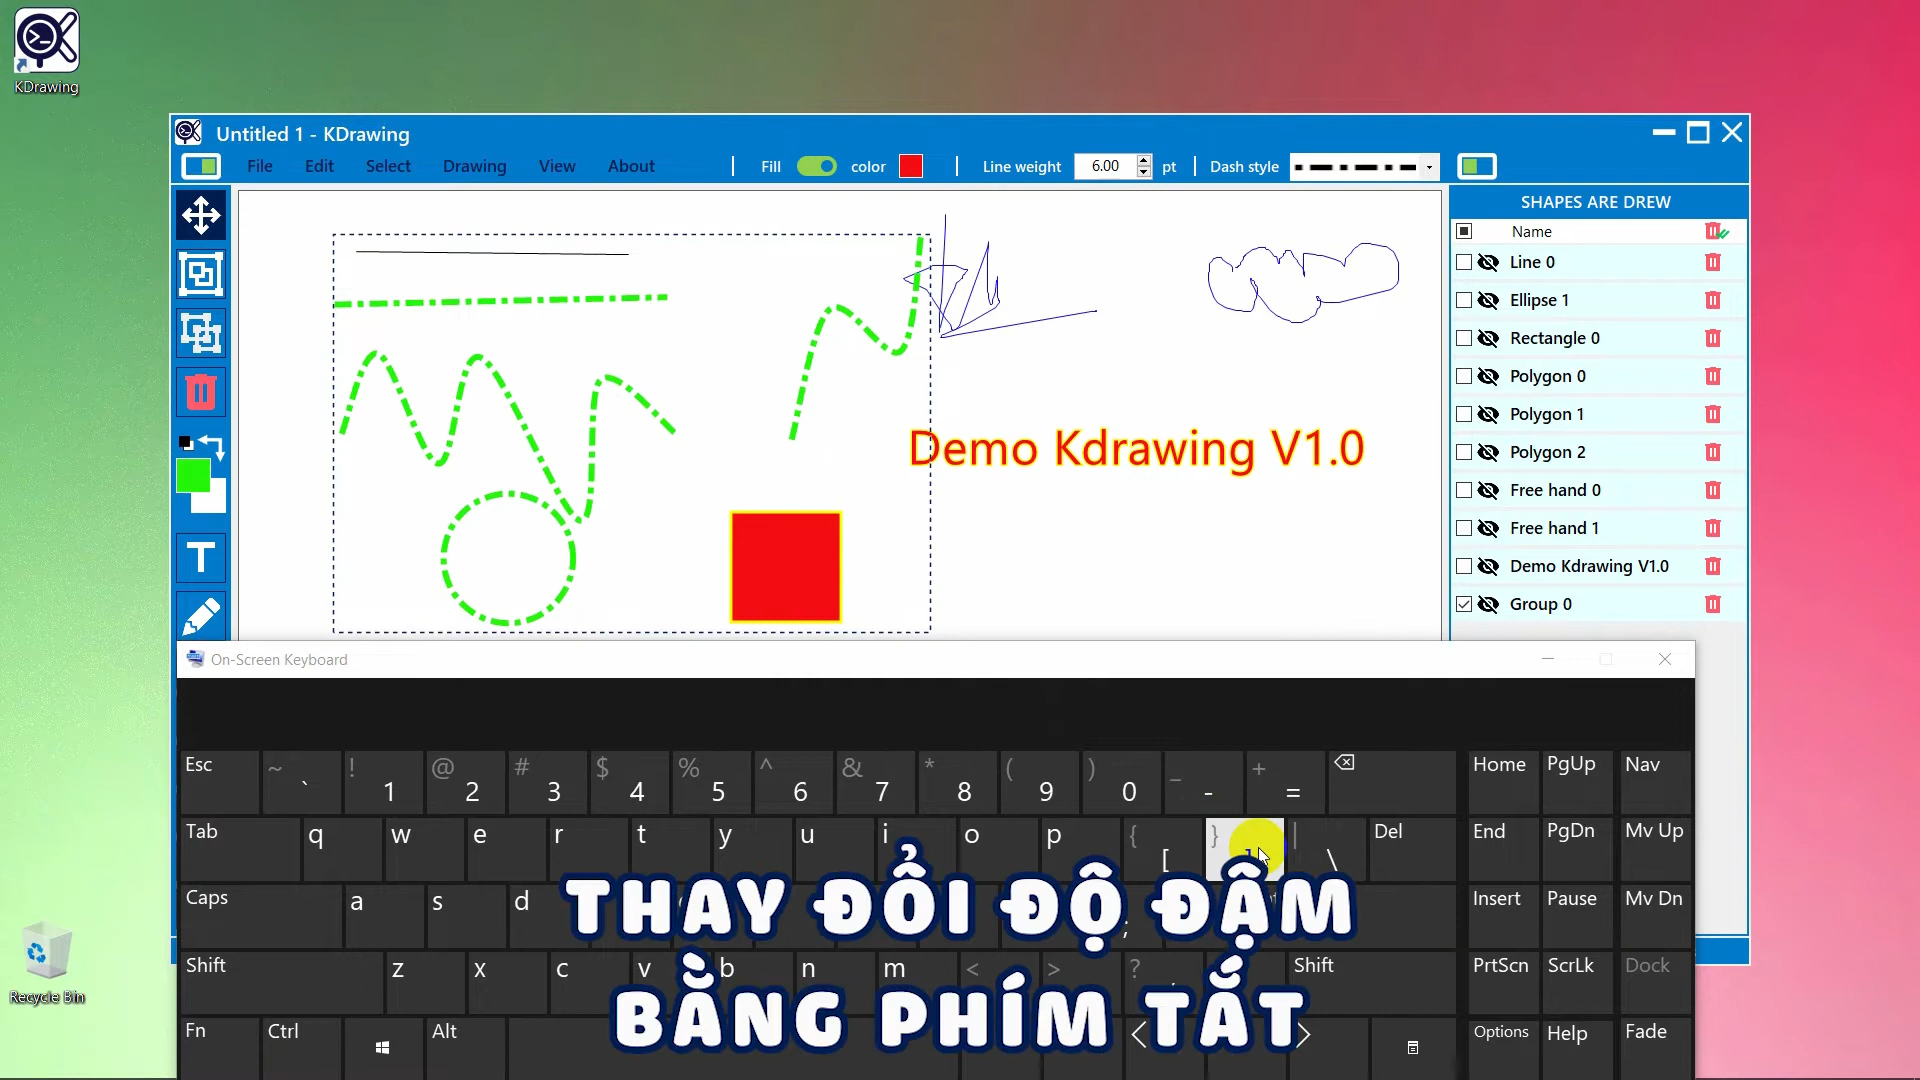 KDrawing
Untitled 1 - KDrawing
File Edit Select Drawing View About Fill color Line weight 6.00 pt Dash style
SHAPES ARE DREW
Name
Line 0
Ellipse 1
Rectangle 0
Polygon 0
Polygon 1
Polygon 2
Free hand 0
Free hand 1
Demo Kdrawing V1.0
Group 0
Demo Kdrawing V1.0
T
On-Screen Keyboard
Esc ~ ` ! 1 @ 2 # 3 $ 4 % 5 ^ 6 & 7 * 8 ( 9 ) 0 _ - + = Home PgUp Nav
Tab q w e r t y u i o p { [ } | \ Del End PgDn Mv Up
Caps a s d ; Insert Pause Mv Dn
Shift z x c v b n m < > ? Shift PrtScn ScrLk Dock
Fn Ctrl Alt Options Help Fade
THAY ĐỔI ĐỘ ĐẬM
BẰNG PHÍM TẮT
Recycle Bin